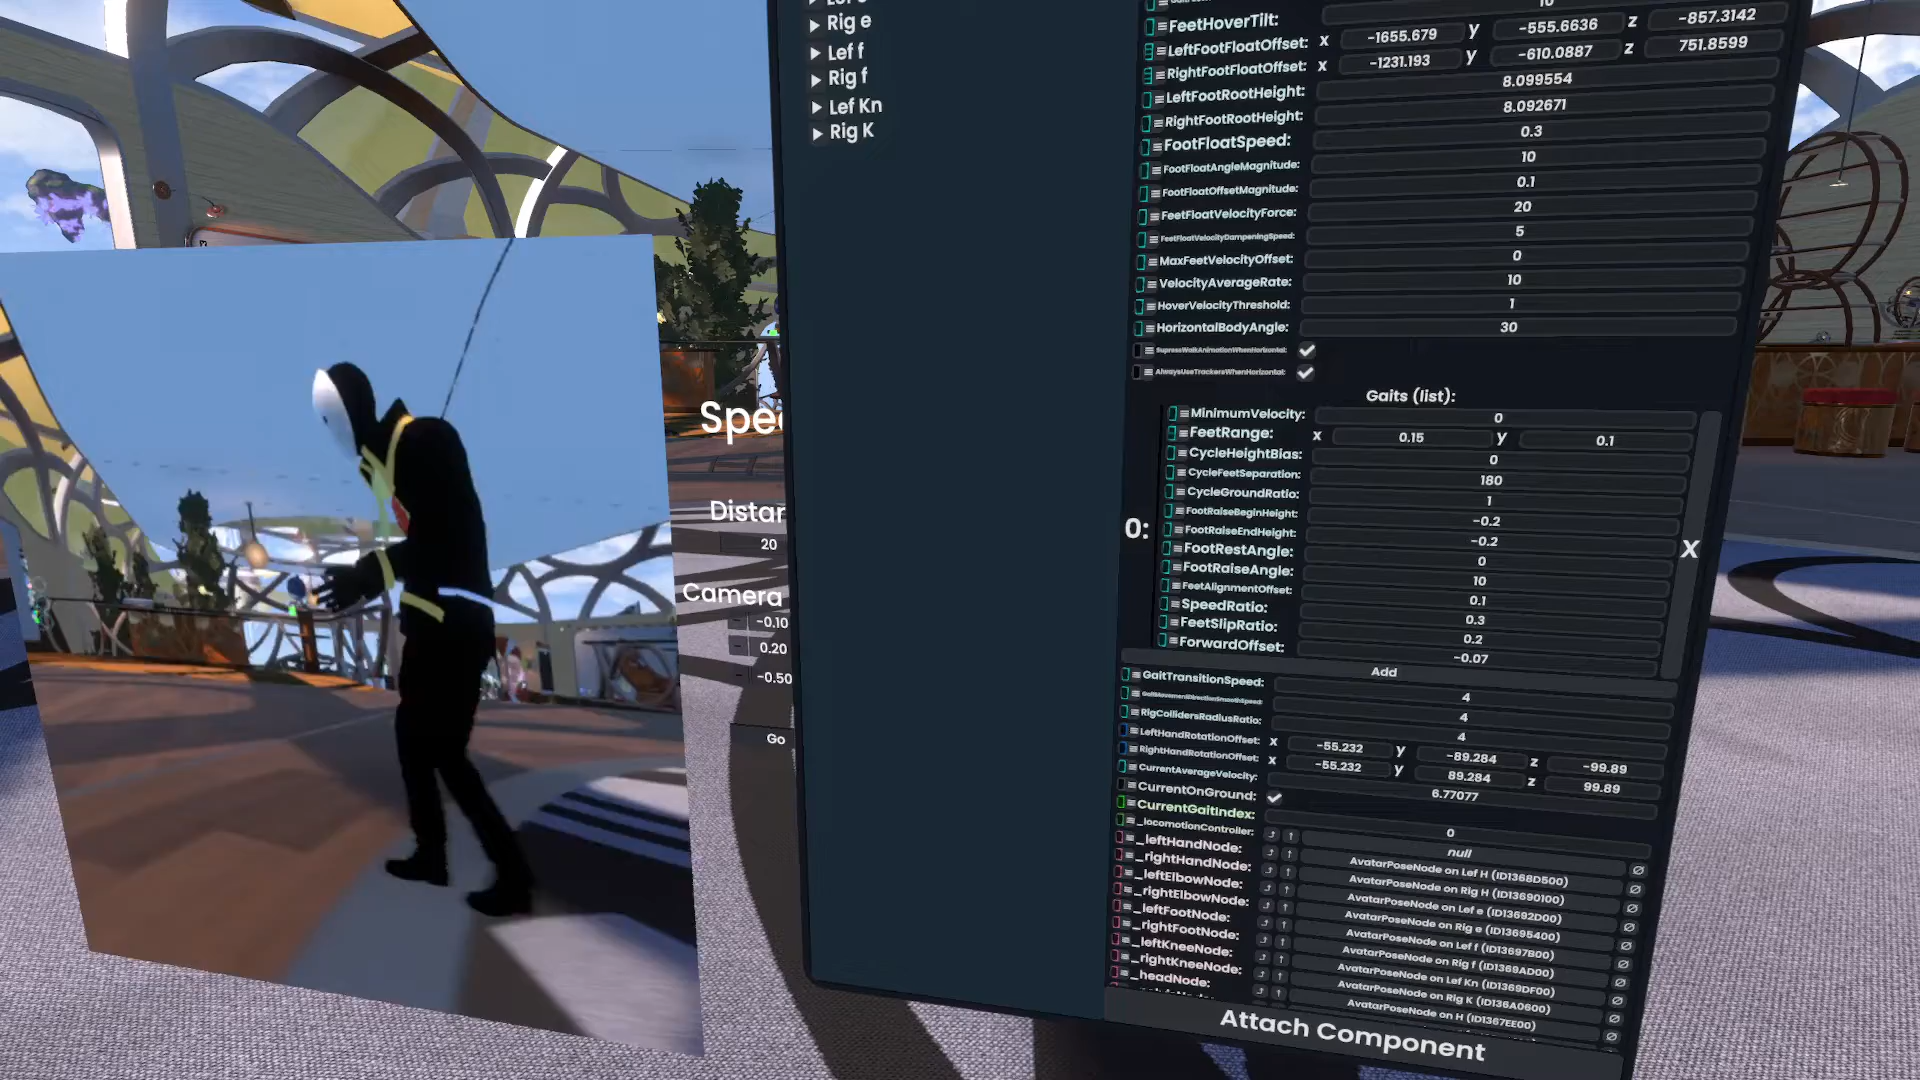 Rig e
Lef f
Rig f
Lef Kn
Rig K
10
FeetHoverTilt:
LeftFootFloatOffset: x -1655.679 y -555.6636 z -857.3142
RightFootFloatOffset: x -1231.193 y -610.0887 z 751.8599
LeftFootRootHeight: 8.099554
RightFootRootHeight: 8.092671
FootFloatSpeed: 0.3
FootFloatAngleMagnitude: 10
FootFloatOffsetMagnitude: 0.1
FeetFloatVelocityForce: 20
FeetFloatVelocityDampeningSpeed: 5
MaxFeetVelocityOffset: 0
VelocityAverageRate: 10
HoverVelocityThreshold: 1
HorizontalBodyAngle: 30
SupressWalkAnimationWhenHorizontal:
AlwaysUseTrackersWhenHorizontal:
Gaits (list):
0:
MinimumVelocity: 0
FeetRange: x 0.15 y 0.1
CycleHeightBias: 0
CycleFeetSeparation: 180
CycleGroundRatio: 1
FootRaiseBeginHeight: -0.2
FootRaiseEndHeight: -0.2
FootRestAngle: 0
FootRaiseAngle: 10
FeetAlignmentOffset: 0.1
SpeedRatio: 0.3
FeetSlipRatio: 0.2
ForwardOffset: -0.07
X
Add
GaitTransitionSpeed: 4
GaitMovementDirectionSmoothSpeed: 4
RigCollidersRadiusRatio: 4
LeftHandRotationOffset: x -55.232 y -89.284 z -99.89
RightHandRotationOffset: x -55.232 y 89.284 z 99.89
CurrentAverageVelocity: 6.77077
CurrentOnGround:
CurrentGaitIndex: 0
_locomotionController: null
_leftHandNode: AvatarPoseNode on Lef H (ID1368D500)
_rightHandNode: AvatarPoseNode on Rig H (ID13690100)
_leftElbowNode: AvatarPoseNode on Lef e (ID13692D00)
_rightElbowNode: AvatarPoseNode on Rig e (ID13695400)
_leftFootNode: AvatarPoseNode on Lef f (ID13697B00)
_rightFootNode: AvatarPoseNode on Rig f (ID1369AD00)
_leftKneeNode: AvatarPoseNode on Lef Kn (ID1369DF00)
_rightKneeNode: AvatarPoseNode on Rig K (ID136A0600)
_headNode: AvatarPoseNode on H (ID1367EE00)
Attach Component
Spe
Distar
20
Camera
-0.10
0.20
-0.50
Go